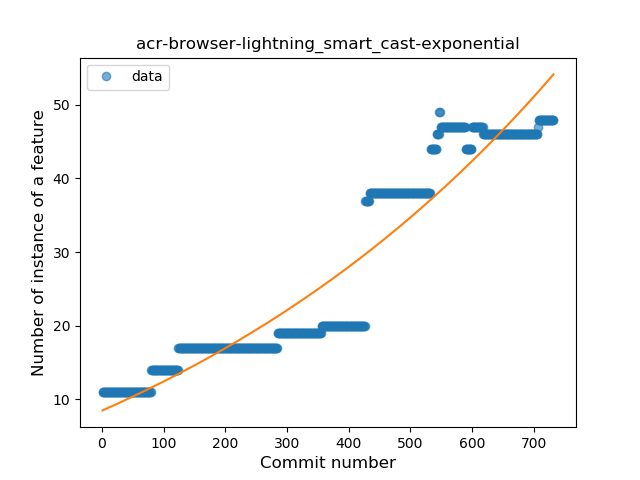 acr-browser-lightning_smart_cast-exponential
data
Number of instance of a feature
50
40
30
20
10
0 100 200 300 400 500 600 700
Commit number